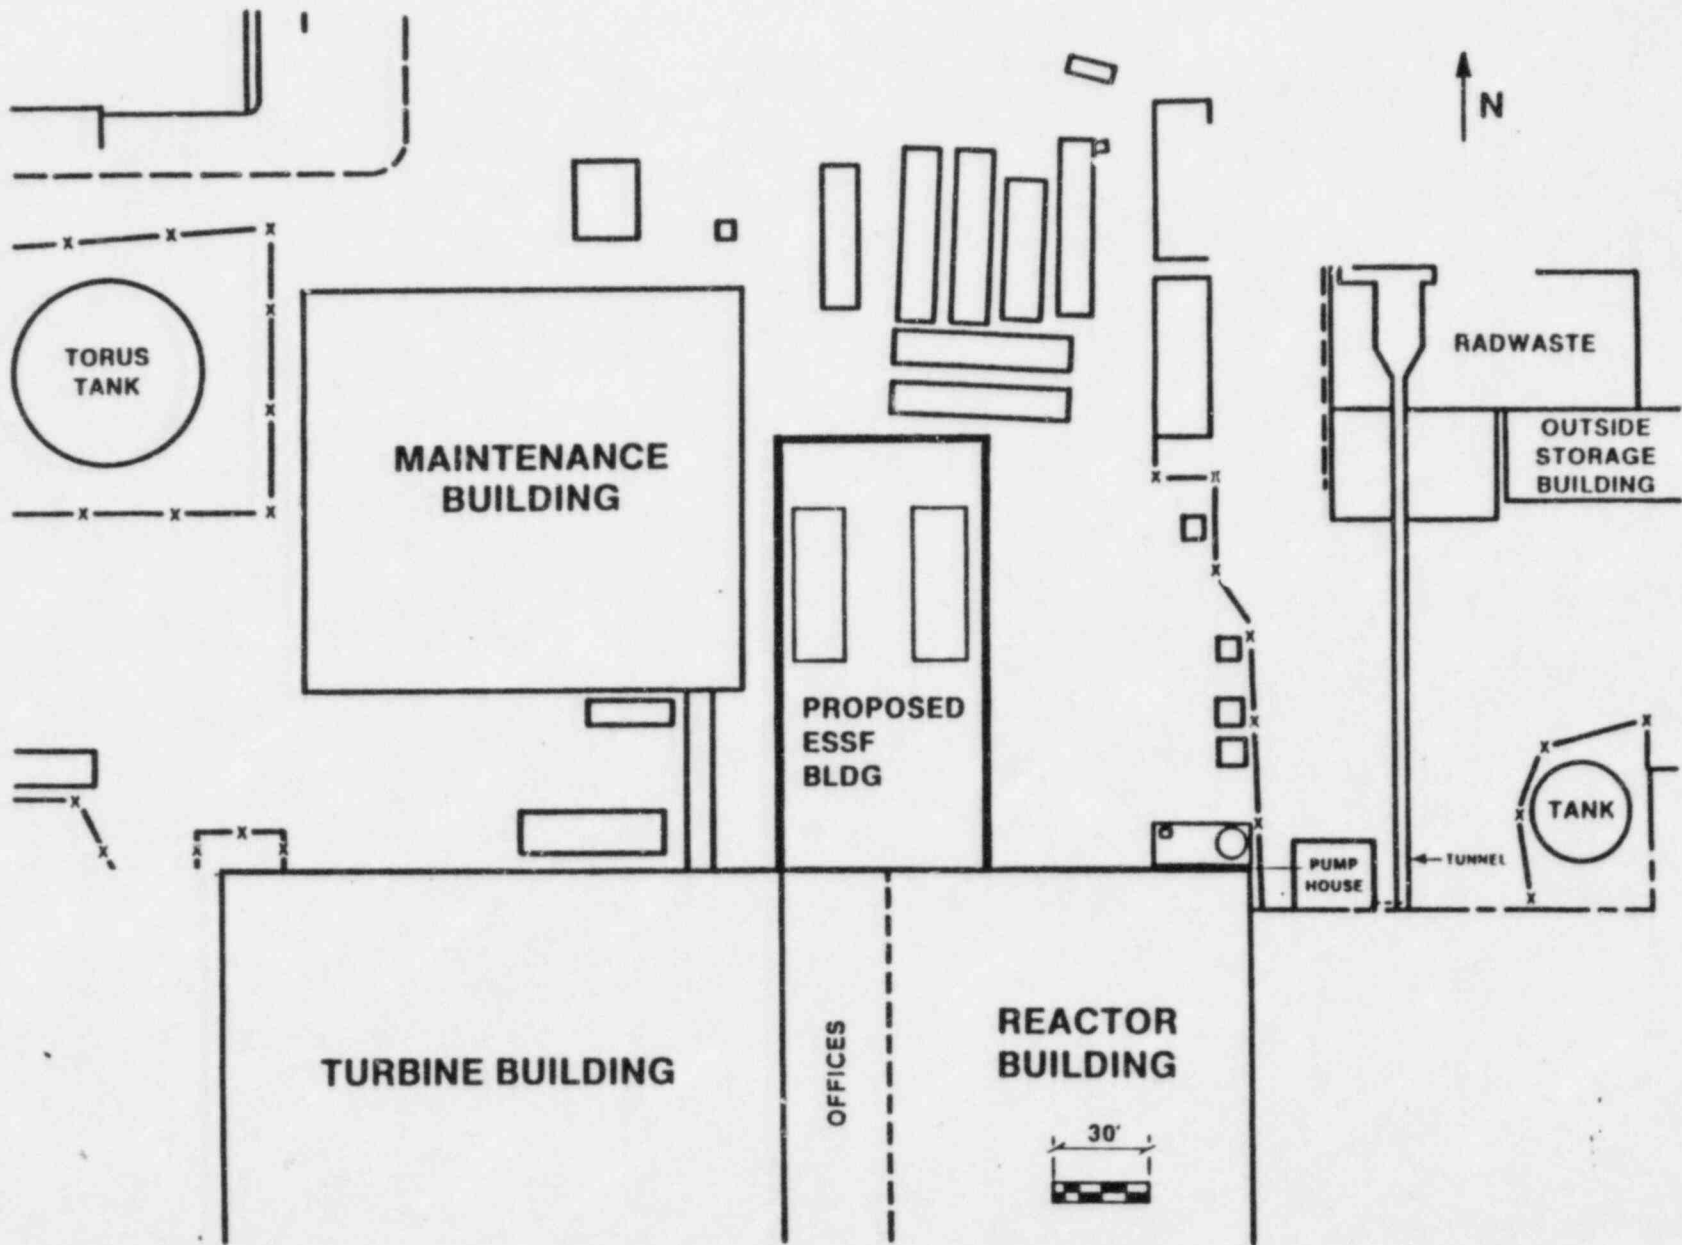 N
TORUS
TANK
RADWASTE
MAINTENANCE
BUILDING
OUTSIDE
STORAGE
BUILDING
PROPOSED
ESSF
BLDG
TANK
PUMP
HOUSE
TUNNEL
REACTOR
BUILDING
TURBINE BUILDING
OFFICES
30'